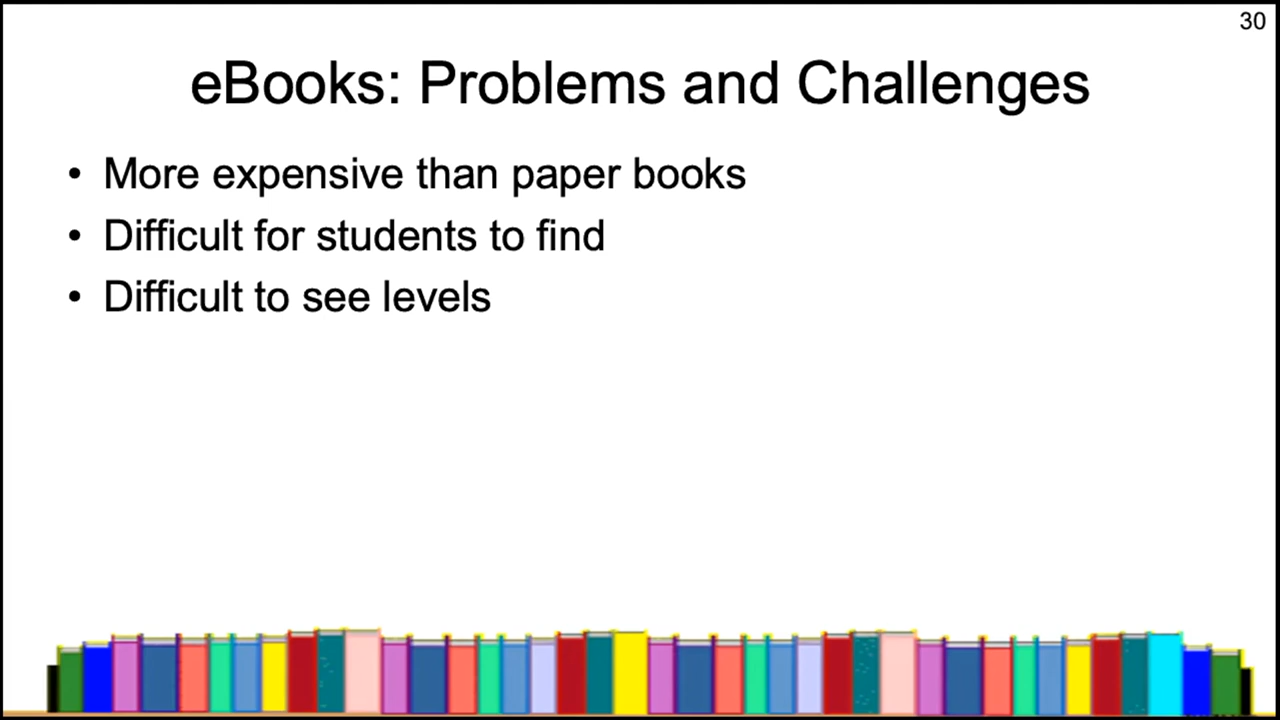 30
eBooks: Problems and Challenges
• More expensive than paper books
• Difficult for students to find
• Difficult to see levels